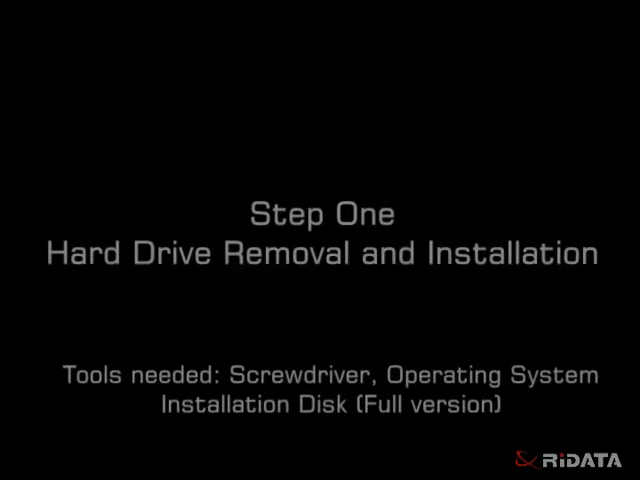 Step One
Hard Drive Removal and Installation
Tools needed: Screwdriver, Operating System
Installation Disk (Full version)
RiDATA